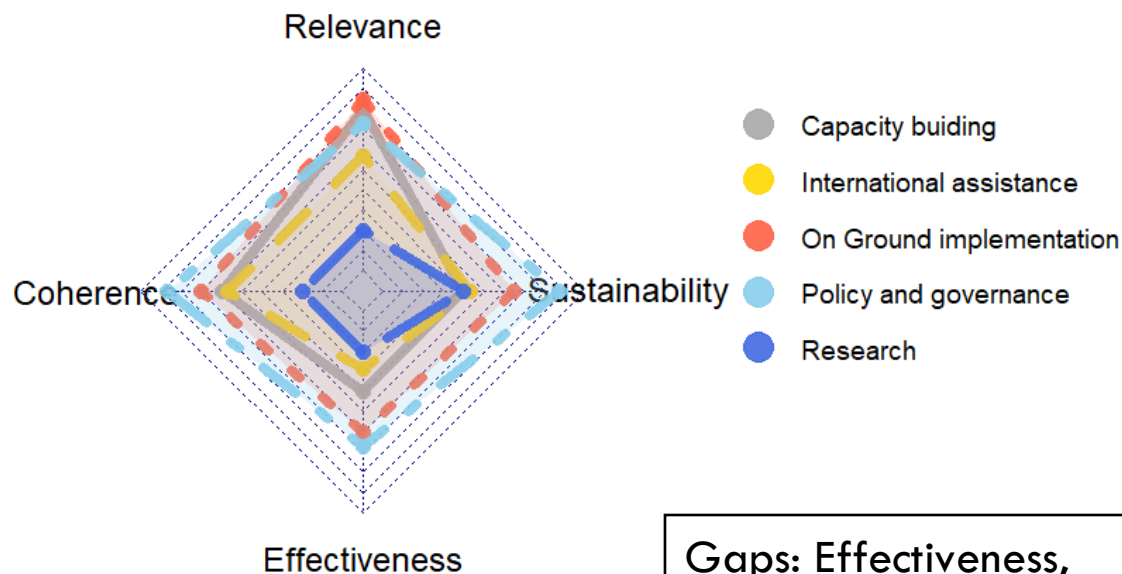 Relevance
Capacity buiding
International assistance
On Ground implementation
Coherence
Sustainability
Policy and governance
Research
Effectiveness
Gaps: Effectiveness,